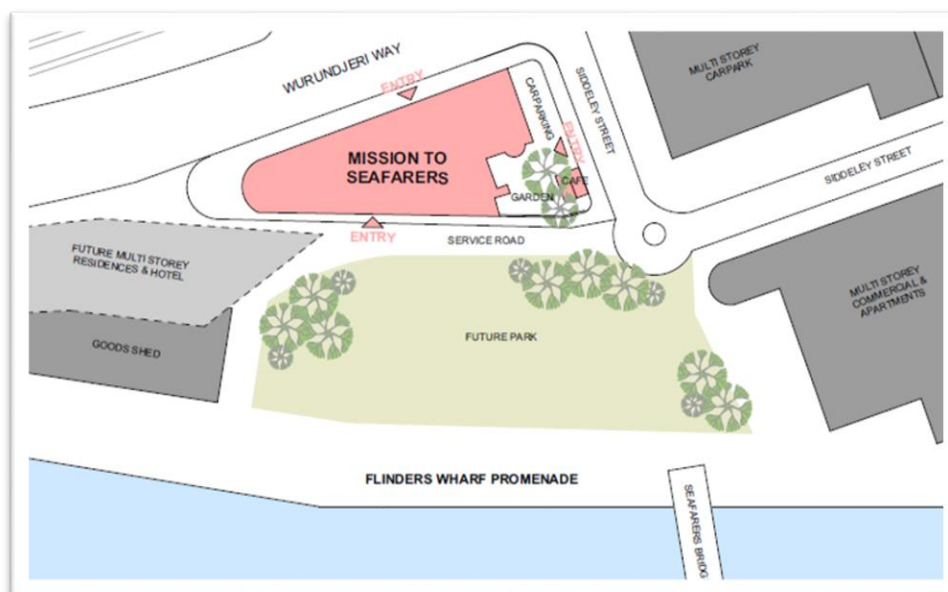 WURUNDJERI WAY
ENTRY
MISSION TO
SEAFARERS
CARPARKING
ENTRY
SIDDELEY STREET
MULTI STOREY
CARPARK
SIDDELEY STREET
CAFE
GARDEN
ENTRY
SERVICE ROAD
FUTURE MULTI STOREY
RESIDENCES & HOTEL
GOODS SHED
FUTURE PARK
MULTI STOREY
COMMERCIAL &
APARTMENTS
FLINDERS WHARF PROMENADE
SEAFARERS BRIDG